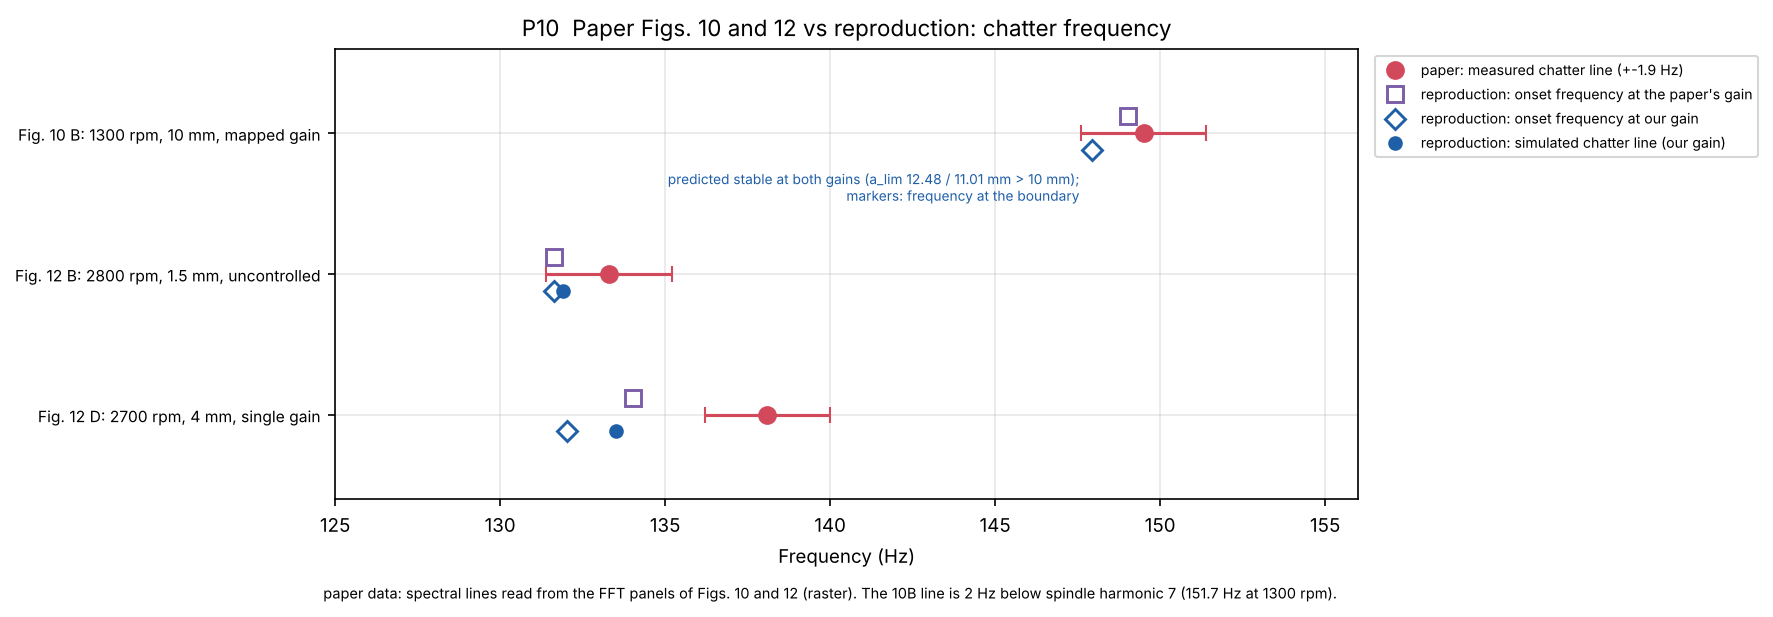 P10  Paper Figs. 10 and 12 vs reproduction: chatter frequency
paper: measured chatter line (+-1.9 Hz)
reproduction: onset frequency at the paper's gain
reproduction: onset frequency at our gain
reproduction: simulated chatter line (our gain)
Fig. 10 B: 1300 rpm, 10 mm, mapped gain
predicted stable at both gains (a_lim 12.48 / 11.01 mm > 10 mm);
markers: frequency at the boundary
Fig. 12 B: 2800 rpm, 1.5 mm, uncontrolled
Fig. 12 D: 2700 rpm, 4 mm, single gain
125 130 135 140 145 150 155
Frequency (Hz)
paper data: spectral lines read from the FFT panels of Figs. 10 and 12 (raster). The 10B line is 2 Hz below spindle harmonic 7 (151.7 Hz at 1300 rpm).